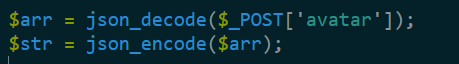 $arr = json_decode($_POST['avatar']);
$str = json_encode($arr);